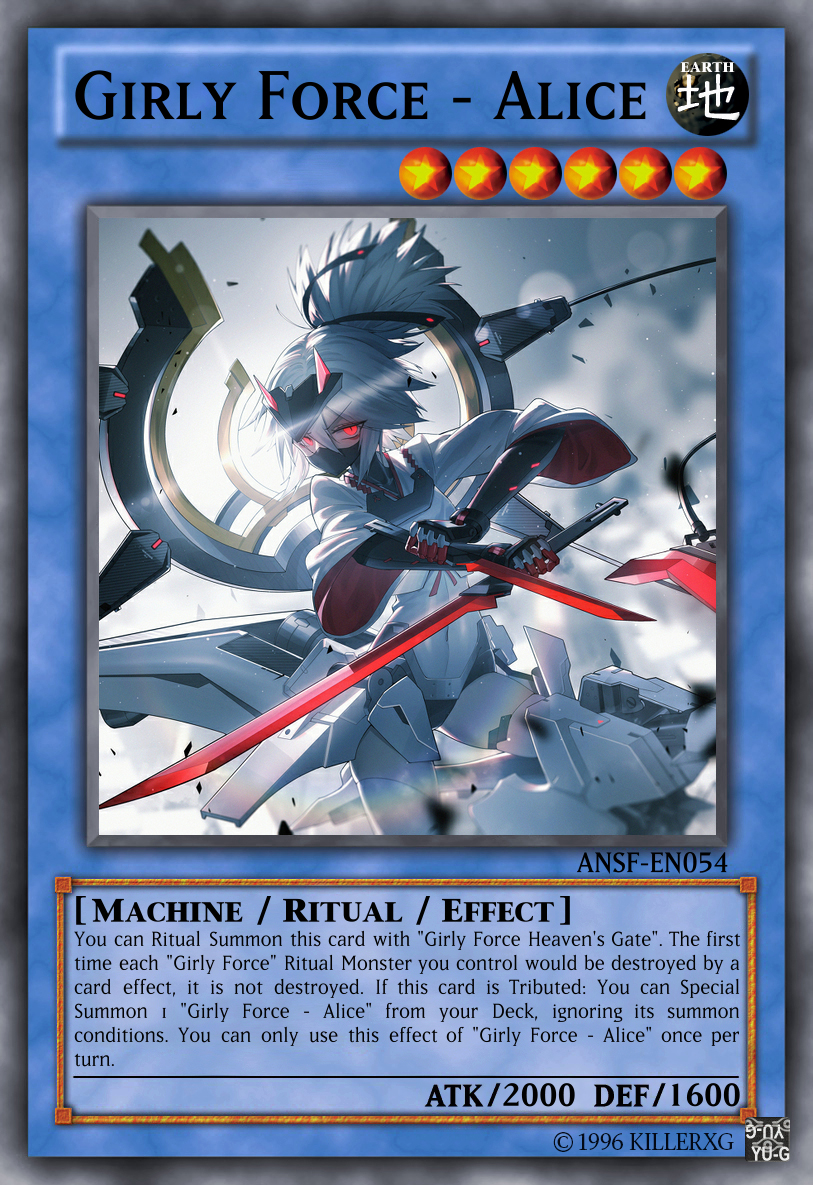 Girly Force - Alice
EARTH
地
ANSF-EN054
[ Machine / Ritual / Effect ]
You can Ritual Summon this card with "Girly Force Heaven's Gate". The first
time each "Girly Force" Ritual Monster you control would be destroyed by a
card effect, it is not destroyed. If this card is Tributed: You can Special
Summon 1 "Girly Force - Alice" from your Deck, ignoring its summon
conditions. You can only use this effect of "Girly Force - Alice" once per
turn.
ATK/2000 DEF/1600
© 1996 KILLERXG
YU-G